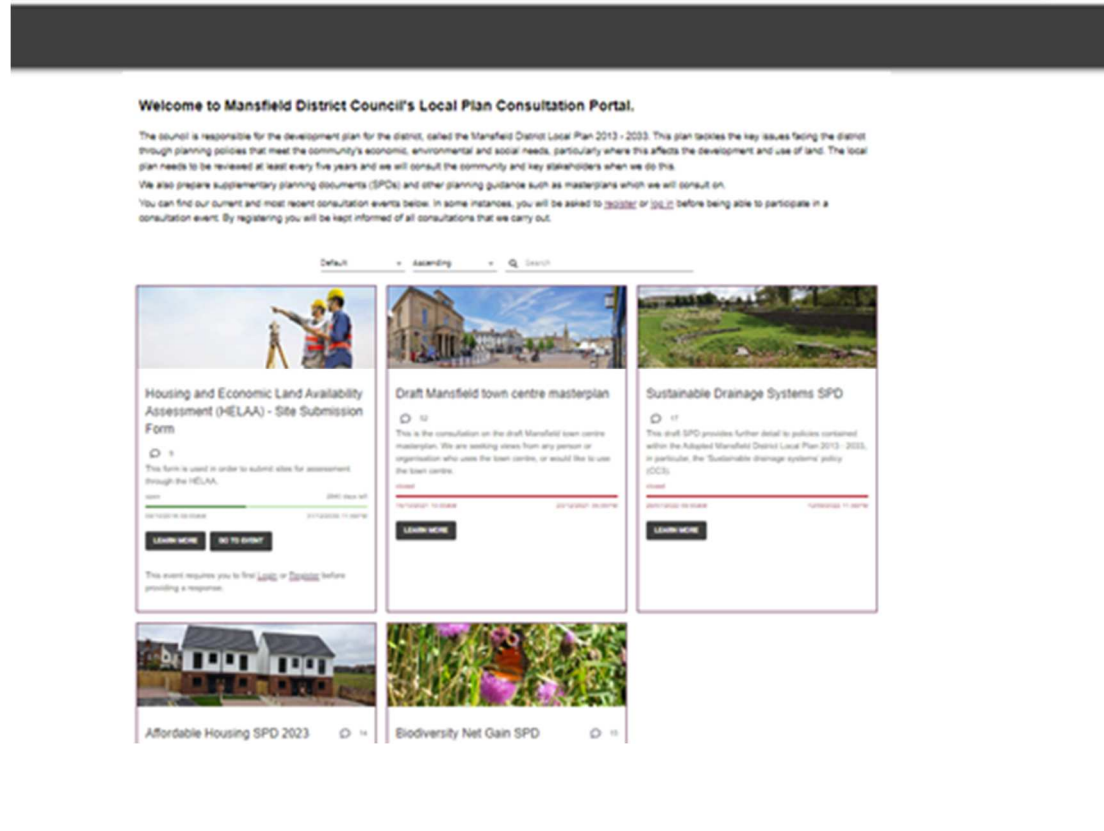 Welcome to Mansfield District Council's Local Plan Consultation Portal.
The council is responsible for the development plan for the district, called the Mansfield District Local Plan 2013 - 2033. This plan tackles the key issues facing the district
through planning policies that meet the community's economic, environmental and social needs, particularly where this affects the development and use of land. The local
plan needs to be reviewed at least every five years and we will consult the community and key stakeholders when we do this.
We also prepare supplementary planning documents (SPDs) and other planning guidance such as masterplans which we will consult on.
You can find our current and most recent consultation events below. In some instances, you will be asked to register or log in before being able to participate in a
consultation event. By registering you will be kept informed of all consultations that we carry out.
Default Ascending Search
Housing and Economic Land Availability
Assessment (HELAA) - Site Submission
Form
This form is used in order to submit sites for assessment
through the HELAA.
open
LEARN MORE GO TO EVENT
This event requires you to first Login or Register before
providing a response.
Draft Mansfield town centre masterplan
52
This is the consultation on the draft Mansfield town centre
masterplan. We are seeking views from any person or
organisation who uses the town centre, or would like to use
the town centre.
closed
LEARN MORE
Sustainable Drainage Systems SPD
17
This draft SPD provides further detail to policies contained
within the Adopted Mansfield District Local Plan 2013 - 2033,
in particular, the 'Sustainable drainage systems' policy
(CC3).
closed
LEARN MORE
Affordable Housing SPD 2023 14
Biodiversity Net Gain SPD